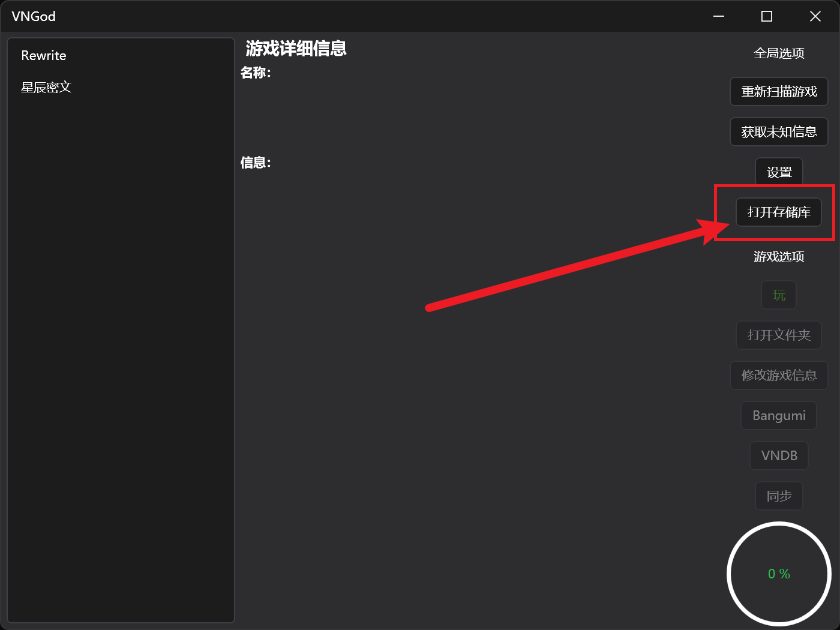 VNGod
Rewrite
星辰密文
游戏详细信息
名称:
信息:
全局选项
重新扫描游戏
获取未知信息
设置
打开存储库
游戏选项
玩
打开文件夹
修改游戏信息
Bangumi
VNDB
同步
0 %